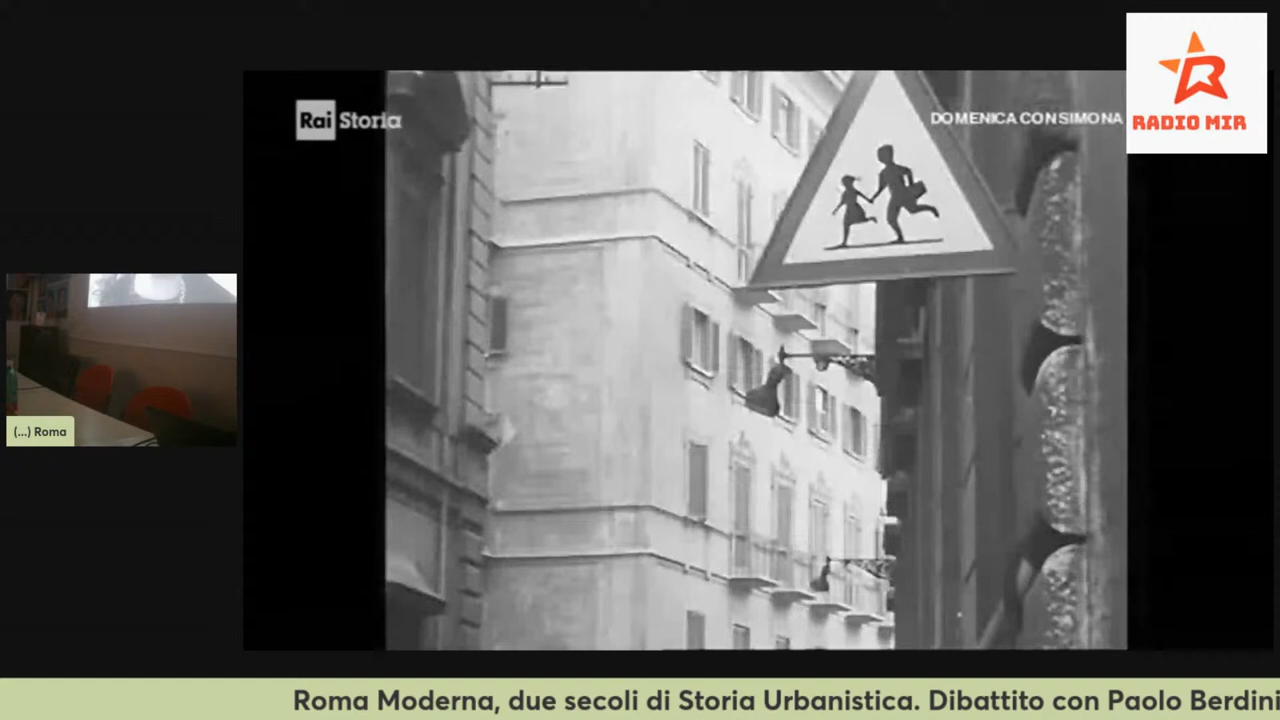 Rai Storia
DOMENICA CON SIMONA
RADIO MIR
(...) Roma
Roma Moderna, due secoli di Storia Urbanistica. Dibattito con Paolo Berdini